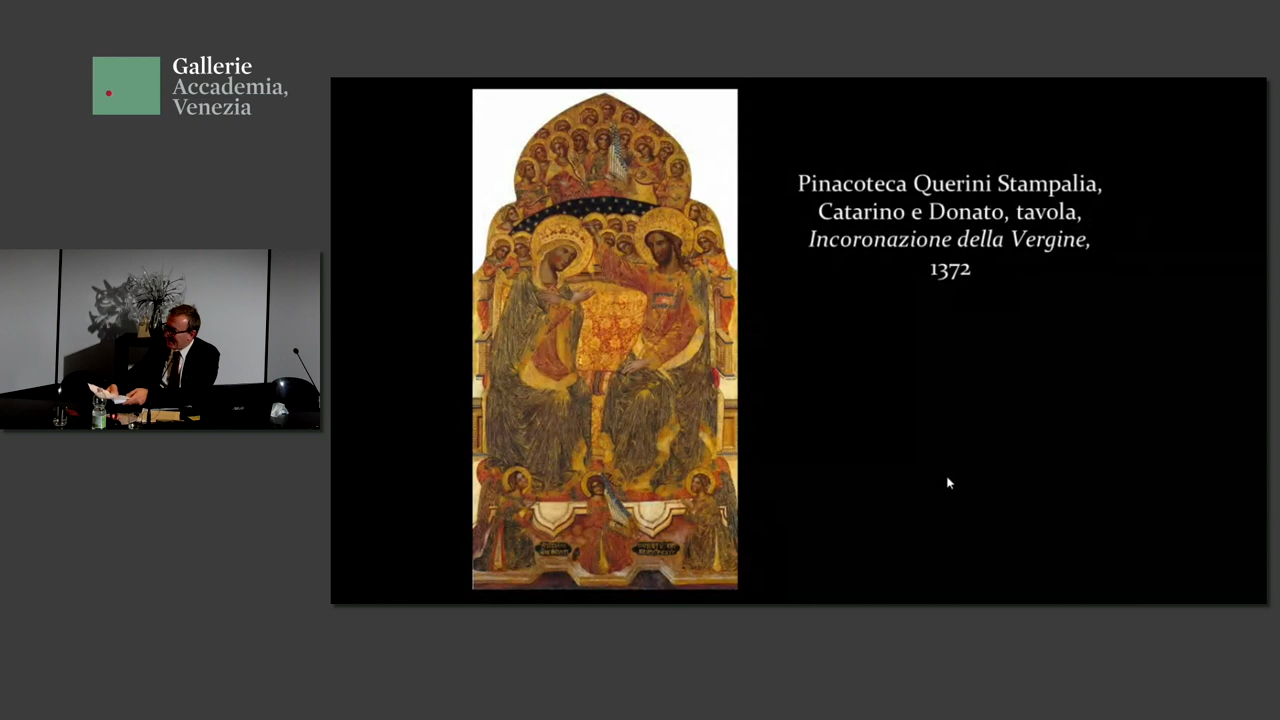 Gallerie
Accademia,
Venezia
Pinacoteca Querini Stampalia,
Catarino e Donato, tavola,
Incoronazione della Vergine,
1372